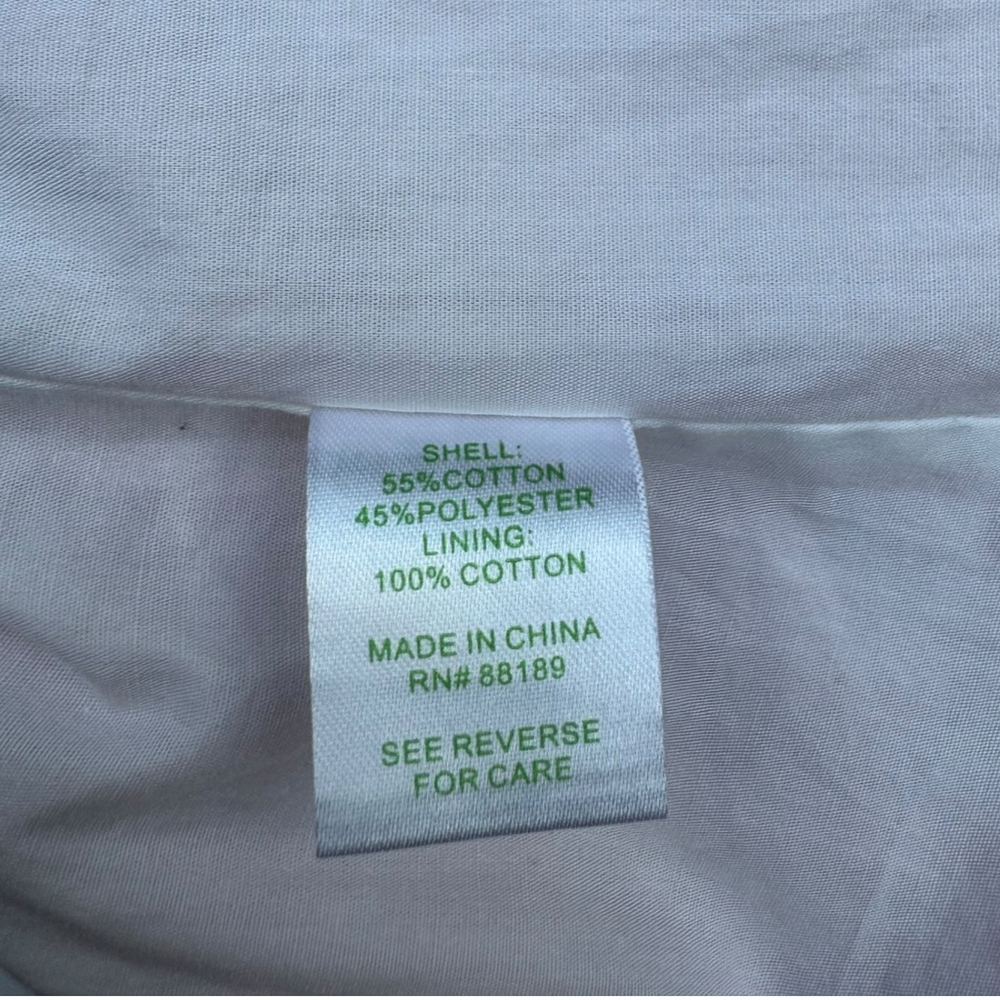 SHELL:
55%COTTON
45%POLYESTER
LINING:
100% COTTON
MADE IN CHINA
RN# 88189
SEE REVERSE
FOR CARE